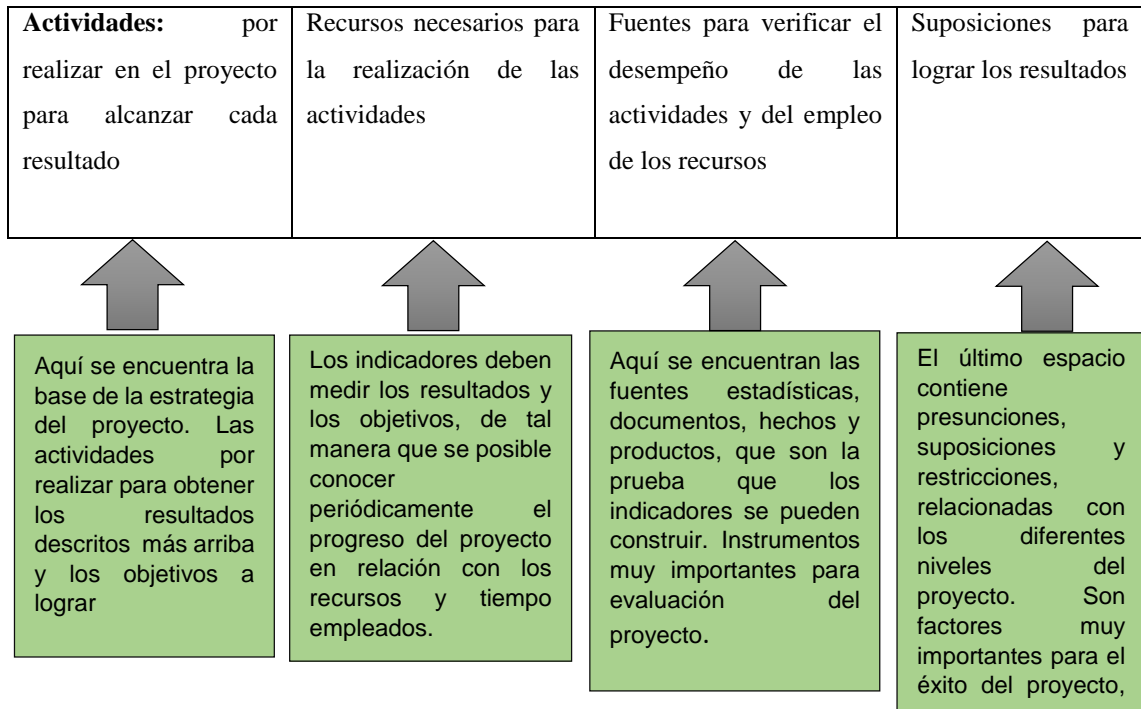 Actividades: por
realizar en el proyecto
para alcanzar cada
resultado
Recursos necesarios para
la realización de las
actividades
Fuentes para verificar el
desempeño de las
actividades y del empleo
de los recursos
Suposiciones para
lograr los resultados
Aquí se encuentra la
base de la estrategia
del proyecto. Las
actividades por
realizar para obtener
los resultados
descritos más arriba
y los objetivos a
lograr
Los indicadores deben
medir los resultados y
los objetivos, de tal
manera que se posible
conocer
periódicamente el
progreso del proyecto
en relación con los
recursos y tiempo
empleados.
Aquí se encuentran las
fuentes estadísticas,
documentos, hechos y
productos, que son la
prueba que los
indicadores se pueden
construir. Instrumentos
muy importantes para
evaluación del
proyecto.
El último espacio
contiene
presunciones,
suposiciones y
restricciones,
relacionadas con
los diferentes
niveles del
proyecto. Son
factores muy
importantes para el
éxito del proyecto,